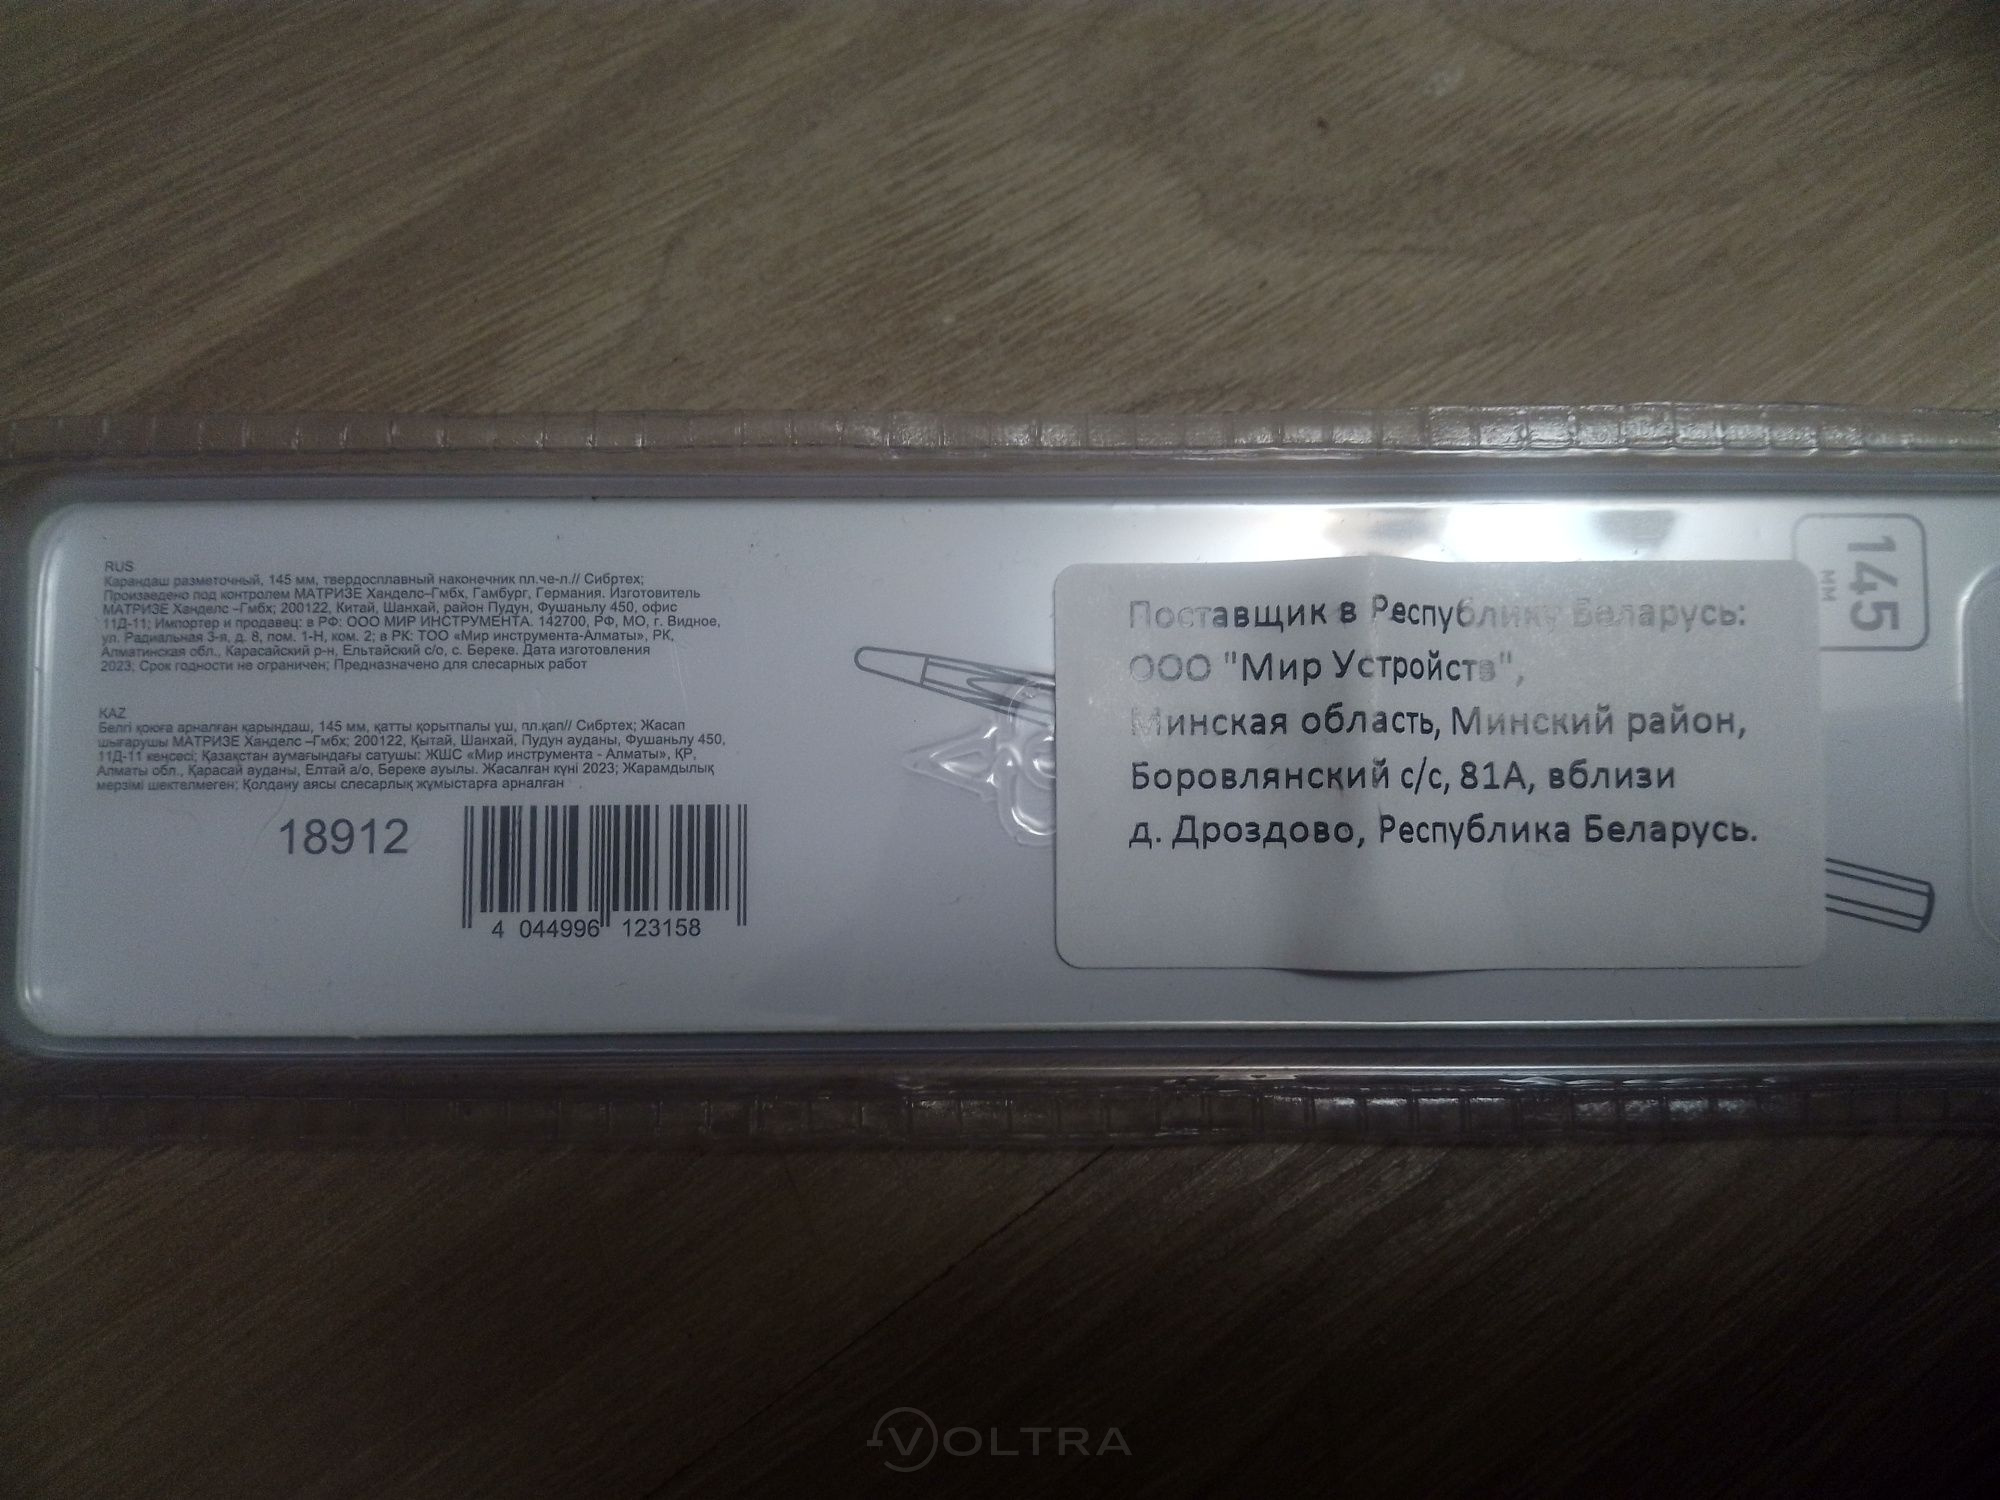 RUS
Карандаш разметочный, 145 мм, твердосплавный наконечник пл.че-л.// Сибртех;
Произведено под контролем МАТРИЗЕ Ханделс–Гмбх, Гамбург, Германия. Изготовитель
МАТРИЗЕ Ханделс –Гмбх; 200122, Китай, Шанхай, район Пудун, Фушаньлу 450, офис
11Д-11; Импортер и продавец: в РФ: ООО МИР ИНСТРУМЕНТА. 142700, РФ, МО, г. Видное,
ул. Радиальная 3-я, д. 8, пом. 1-Н, ком. 2; в РК: ТОО «Мир инструмента-Алматы», РК,
Алматинская обл., Карасайский р-н, Ельтайский с/о, с. Береке. Дата изготовления
2023; Срок годности не ограничен; Предназначено для слесарных работ
KAZ
Белгі қоюға арналған қарындаш, 145 мм, қатты қорытпалы ұш, пл.қап// Сибртех; Жасап
шығарушы МАТРИЗЕ Ханделс –Гмбх; 200122, Қытай, Шанхай, Пудун ауданы, Фушаньлу 450,
11Д-11 кеңсесі; Қазақстан аумағындағы сатушы: ЖШС «Мир инструмента - Алматы», ҚР,
Алматы обл., Қарасай ауданы, Елтай а/о, Береке ауылы. Жасалған күні 2023; Жарамдылық
мерзімі шектелмеген; Қолдану аясы слесарлық жұмыстарға арналған
18912
4 044996 123158
Поставщик в Республику Беларусь:
ООО "Мир Устройств",
Минская область, Минский район,
Боровлянский с/с, 81А, вблизи
д. Дроздово, Республика Беларусь.
145
ММ
VOLTRA